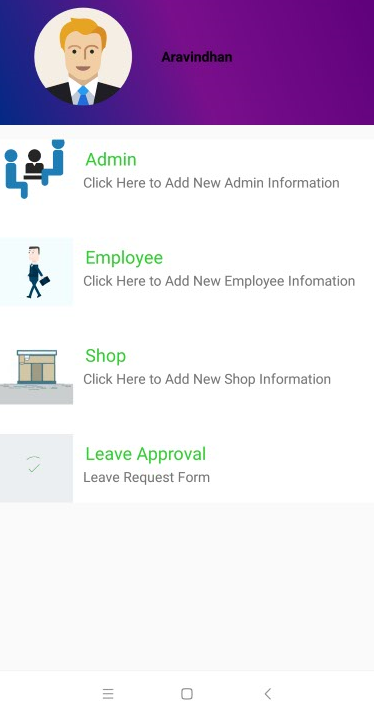 Aravindhan
Admin
Click Here to Add New Admin Information
Employee
Click Here to Add New Employee Infomation
Shop
Click Here to Add New Shop Information
Leave Approval
Leave Request Form